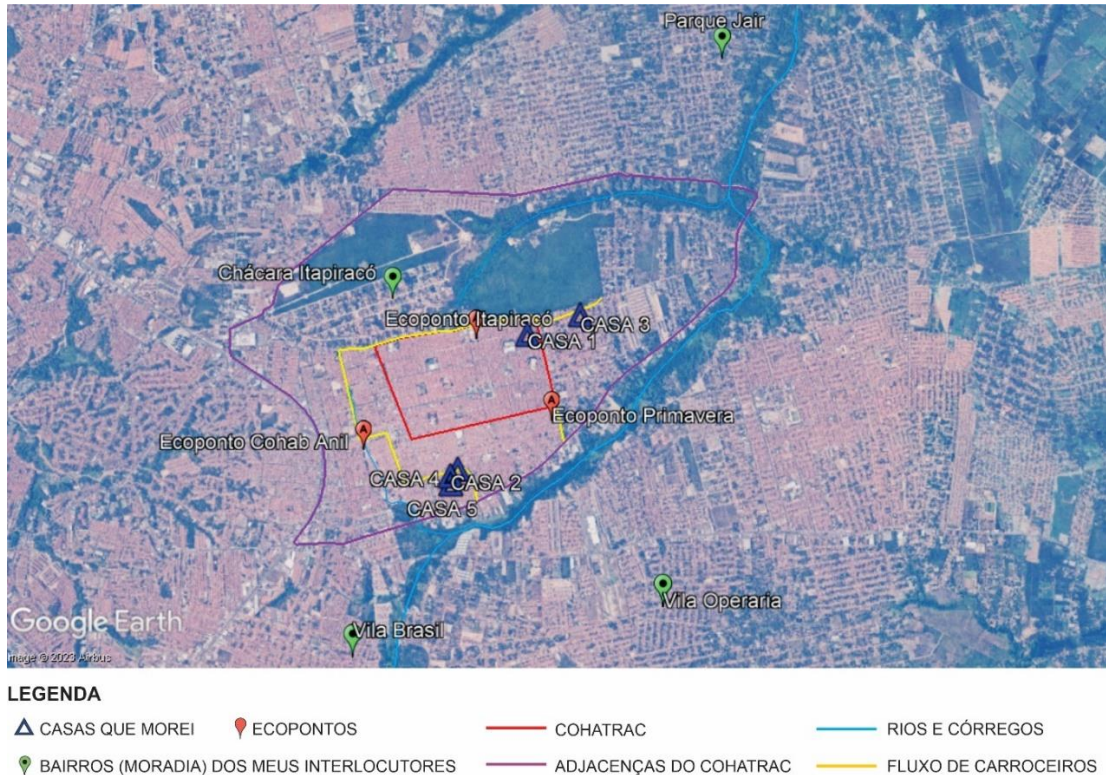 Parque Jair
Chácara Itapiracó
Ecoponto Itapiracó
CASA 3
CASA 1
Ecoponto Primavera
Ecoponto Cohab Anil
CASA 4
CASA 2
CASA 5
Vila Operaria
Google Earth
Vila Brasil
Image © 2023 Airbus
LEGENDA
CASAS QUE MOREI
ECOPONTOS
COHATRAC
RIOS E CÓRREGOS
BAIRROS (MORADIA) DOS MEUS INTERLOCUTORES
ADJACENÇAS DO COHATRAC
FLUXO DE CARROCEIROS